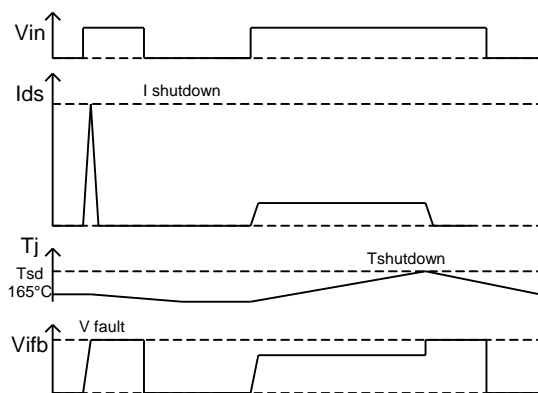 Vin
Ids
I shutdown
Tj
Tshutdown
Tsd
165°C
V fault
Vifb